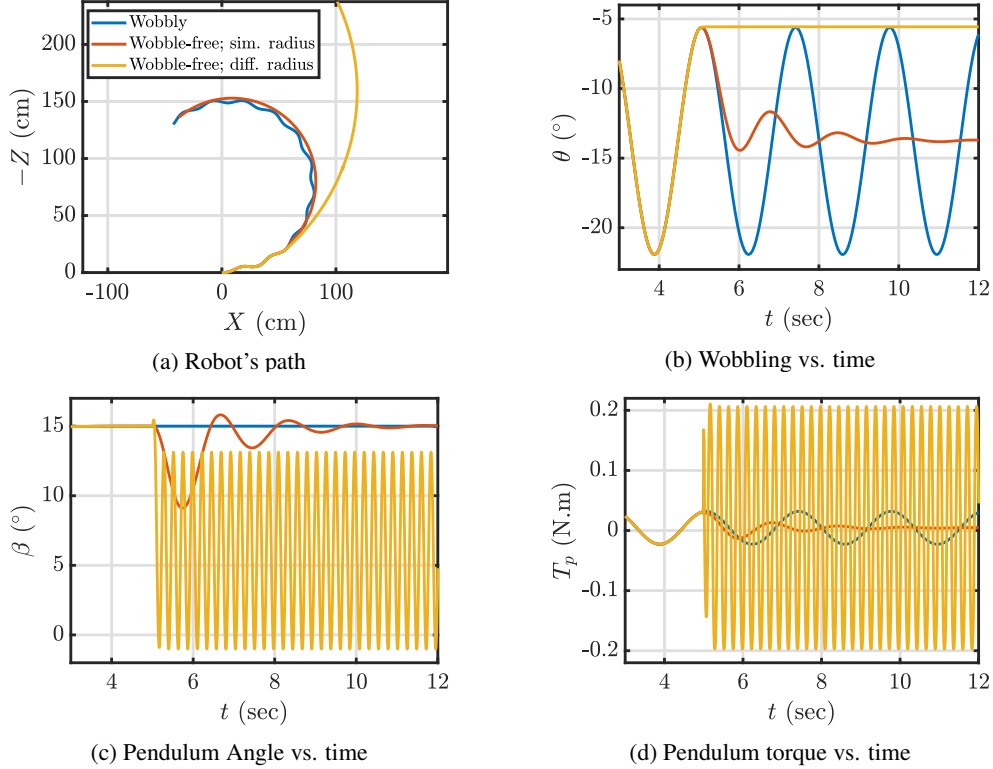 Wobbly
Wobble-free; sim. radius
Wobble-free; diff. radius
200
150
100
50
0
-100 0 100
−Z (cm)
X (cm)
(a) Robot's path
-5
-10
-15
-20
4 6 8 10 12
θ (°)
t (sec)
(b) Wobbling vs. time
15
10
5
0
4 6 8 10 12
β (°)
t (sec)
(c) Pendulum Angle vs. time
0.2
0.1
0
-0.1
-0.2
4 6 8 10 12
T_p (N.m)
t (sec)
(d) Pendulum torque vs. time